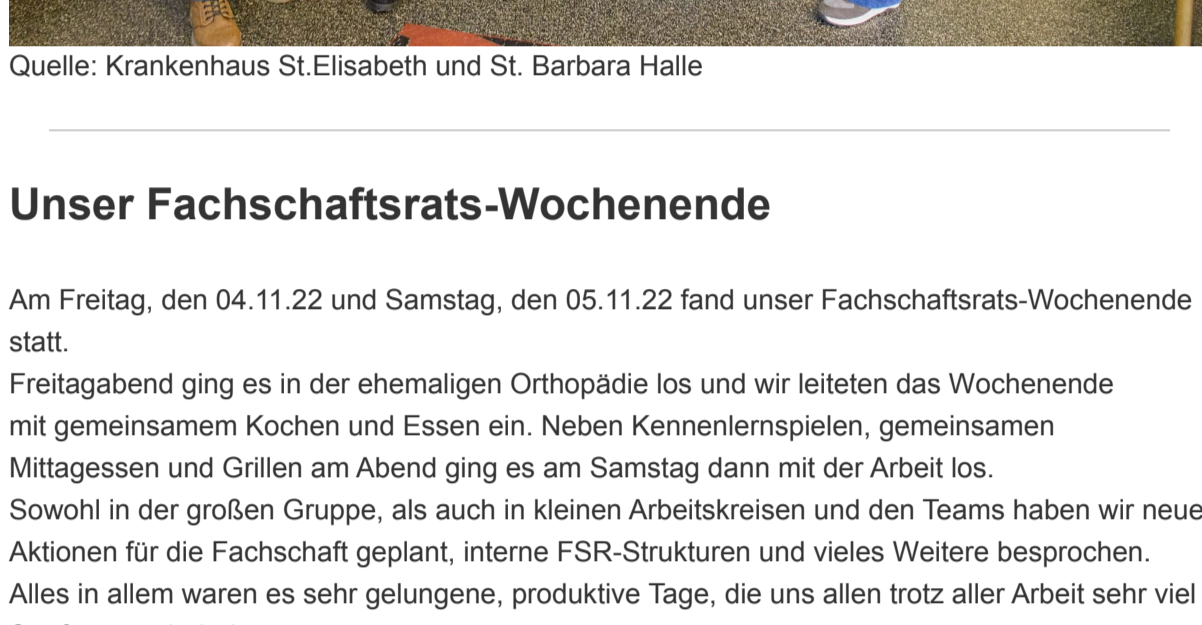 Quelle: Krankenhaus St.Elisabeth und St. Barbara Halle
Unser Fachschaftsrats-Wochenende
Am Freitag, den 04.11.22 und Samstag, den 05.11.22 fand unser Fachschaftsrats-Wochenende
statt.
Freitagabend ging es in der ehemaligen Orthopädie los und wir leiteten das Wochenende
mit gemeinsamem Kochen und Essen ein. Neben Kennenlernspielen, gemeinsamen
Mittagessen und Grillen am Abend ging es am Samstag dann mit der Arbeit los.
Sowohl in der großen Gruppe, als auch in kleinen Arbeitskreisen und den Teams haben wir neue
Aktionen für die Fachschaft geplant, interne FSR-Strukturen und vieles Weitere besprochen.
Alles in allem waren es sehr gelungene, produktive Tage, die uns allen trotz aller Arbeit sehr viel